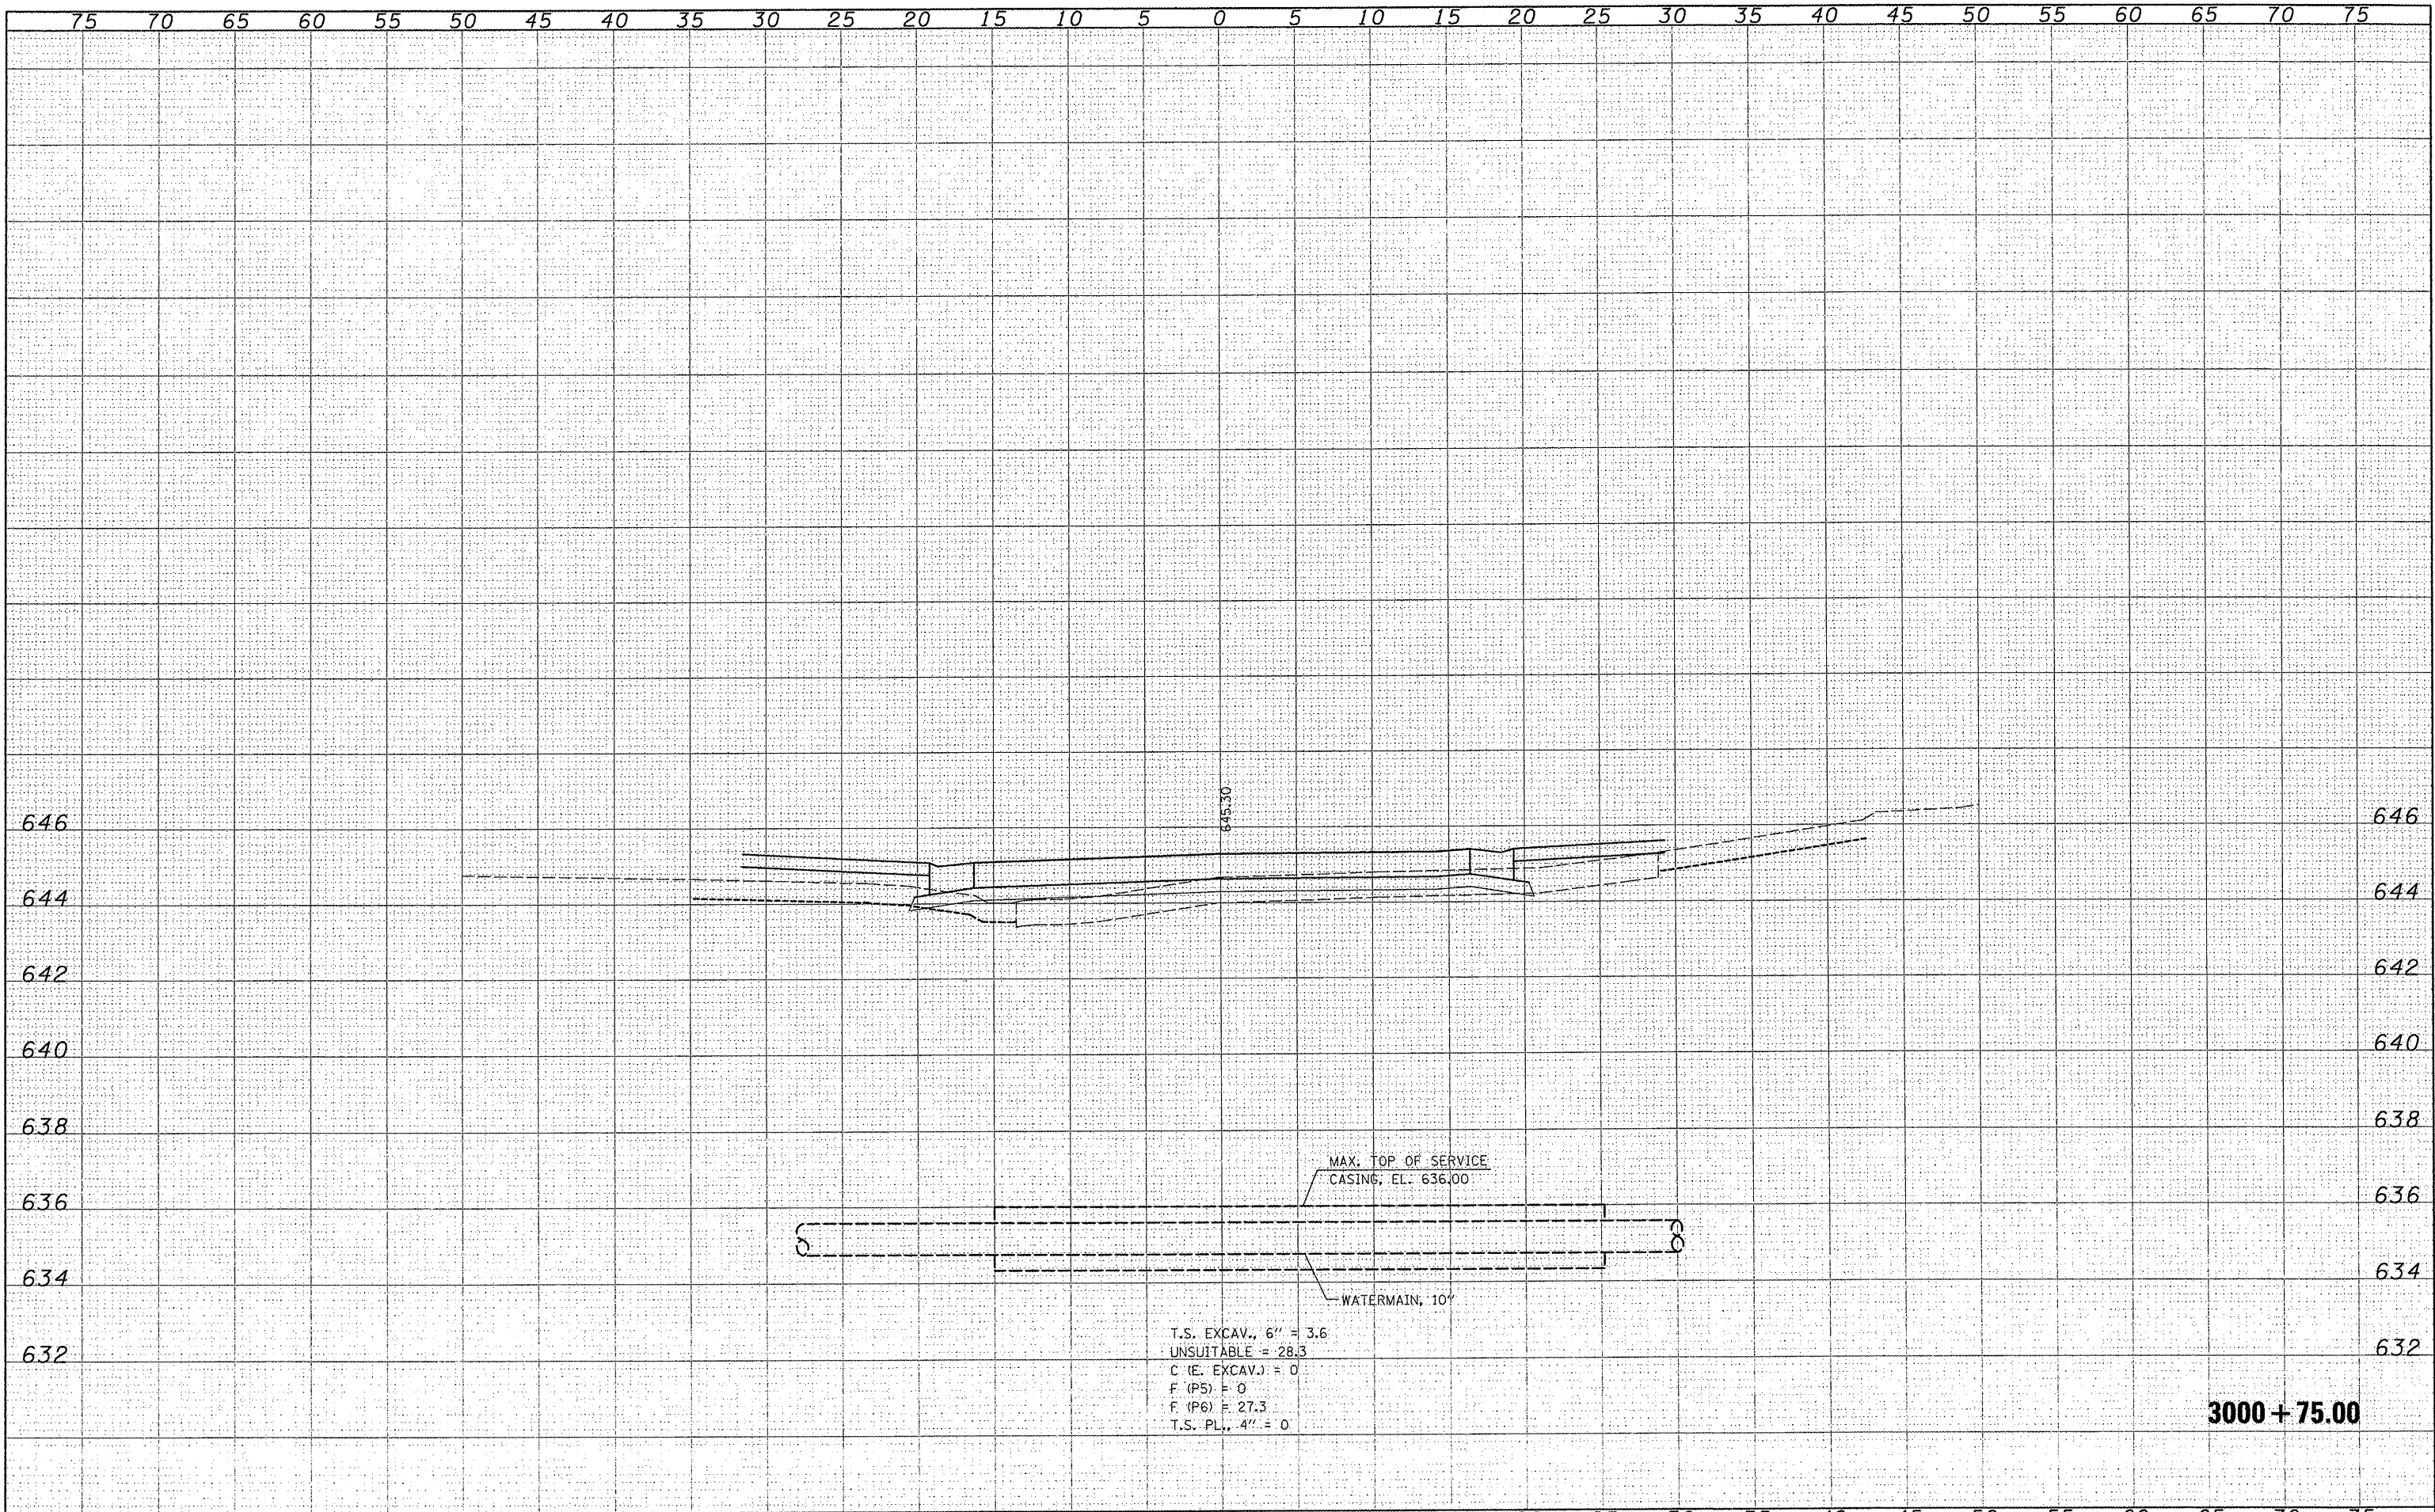 75 70 65 60 55 50 45 40 35 30 25 20 15 10 5 0 5 10 15 20 25 30 35 40 45 50 55 60 65 70 75
645.30
646 646
644 644
642 642
640 640
638 638
MAX. TOP OF SERVICE
CASING, EL. 636.00
636 636
634 634
WATERMAIN, 10"
T.S. EXCAV., 6" = 3.6
632 632
UNSUITABLE = 28.3
C (E. EXCAV.) = 0
F (P5) = 0
F (P6) = 27.3
T.S. PL., 4" = 0
3000 + 75.00